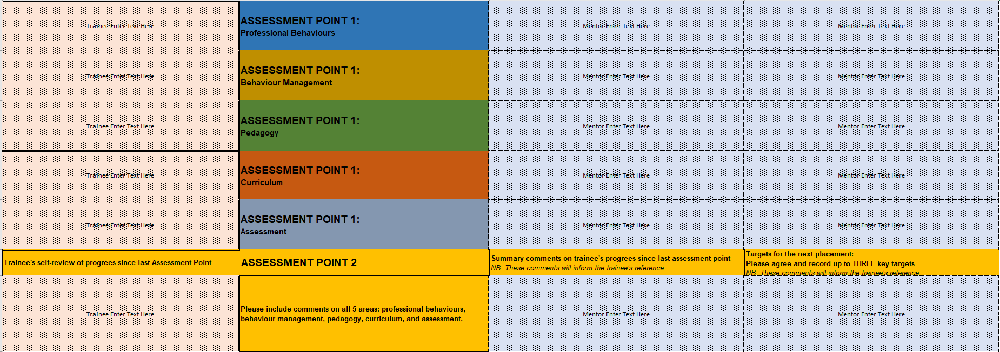 Trainee Enter Text Here
ASSESSMENT POINT 1:
Professional Behaviours
Mentor Enter Text Here
Mentor Enter Text Here
Trainee Enter Text Here
ASSESSMENT POINT 1:
Behaviour Management
Mentor Enter Text Here
Mentor Enter Text Here
Trainee Enter Text Here
ASSESSMENT POINT 1:
Pedagogy
Mentor Enter Text Here
Mentor Enter Text Here
Trainee Enter Text Here
ASSESSMENT POINT 1:
Curriculum
Mentor Enter Text Here
Mentor Enter Text Here
Trainee Enter Text Here
ASSESSMENT POINT 1:
Assessment
Mentor Enter Text Here
Mentor Enter Text Here
Trainee's self-review of progrees since last Assessment Point
ASSESSMENT POINT 2
Summary comments on trainee's progrees since last assessment point
NB. These comments will inform the trainee's reference
Targets for the next placement:
Please agree and record up to THREE key targets
NB. These comments will inform the trainee's reference
Trainee Enter Text Here
Please include comments on all 5 areas: professional behaviours,
behaviour management, pedagogy, curriculum, and assessment.
Mentor Enter Text Here
Mentor Enter Text Here